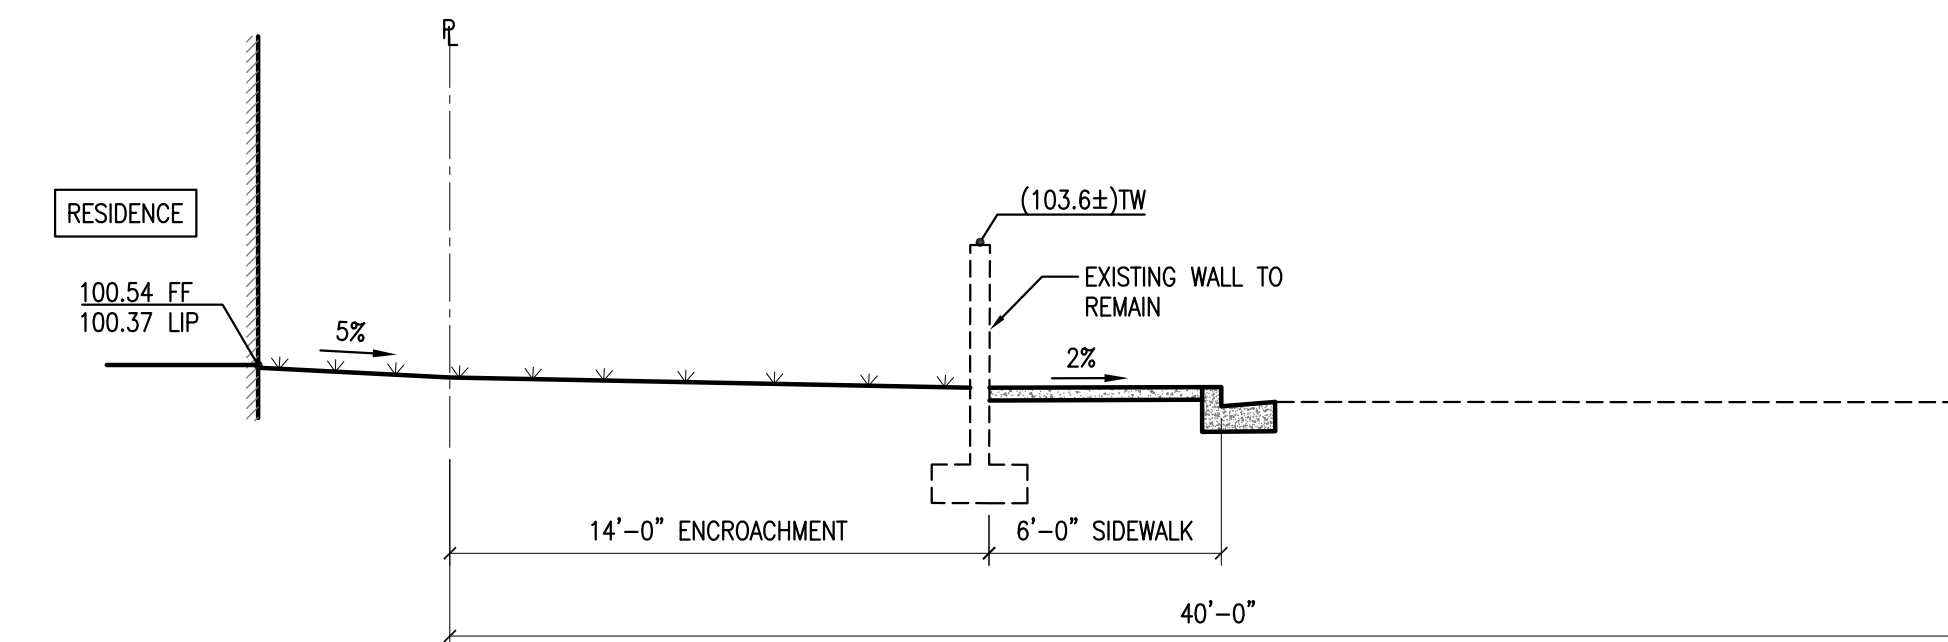 PL
(103.6±)TW
RESIDENCE
EXISTING WALL TO
REMAIN
100.54 FF
100.37 LIP
5%
2%
14'-0" ENCROACHMENT
6'-0" SIDEWALK
40'-0"